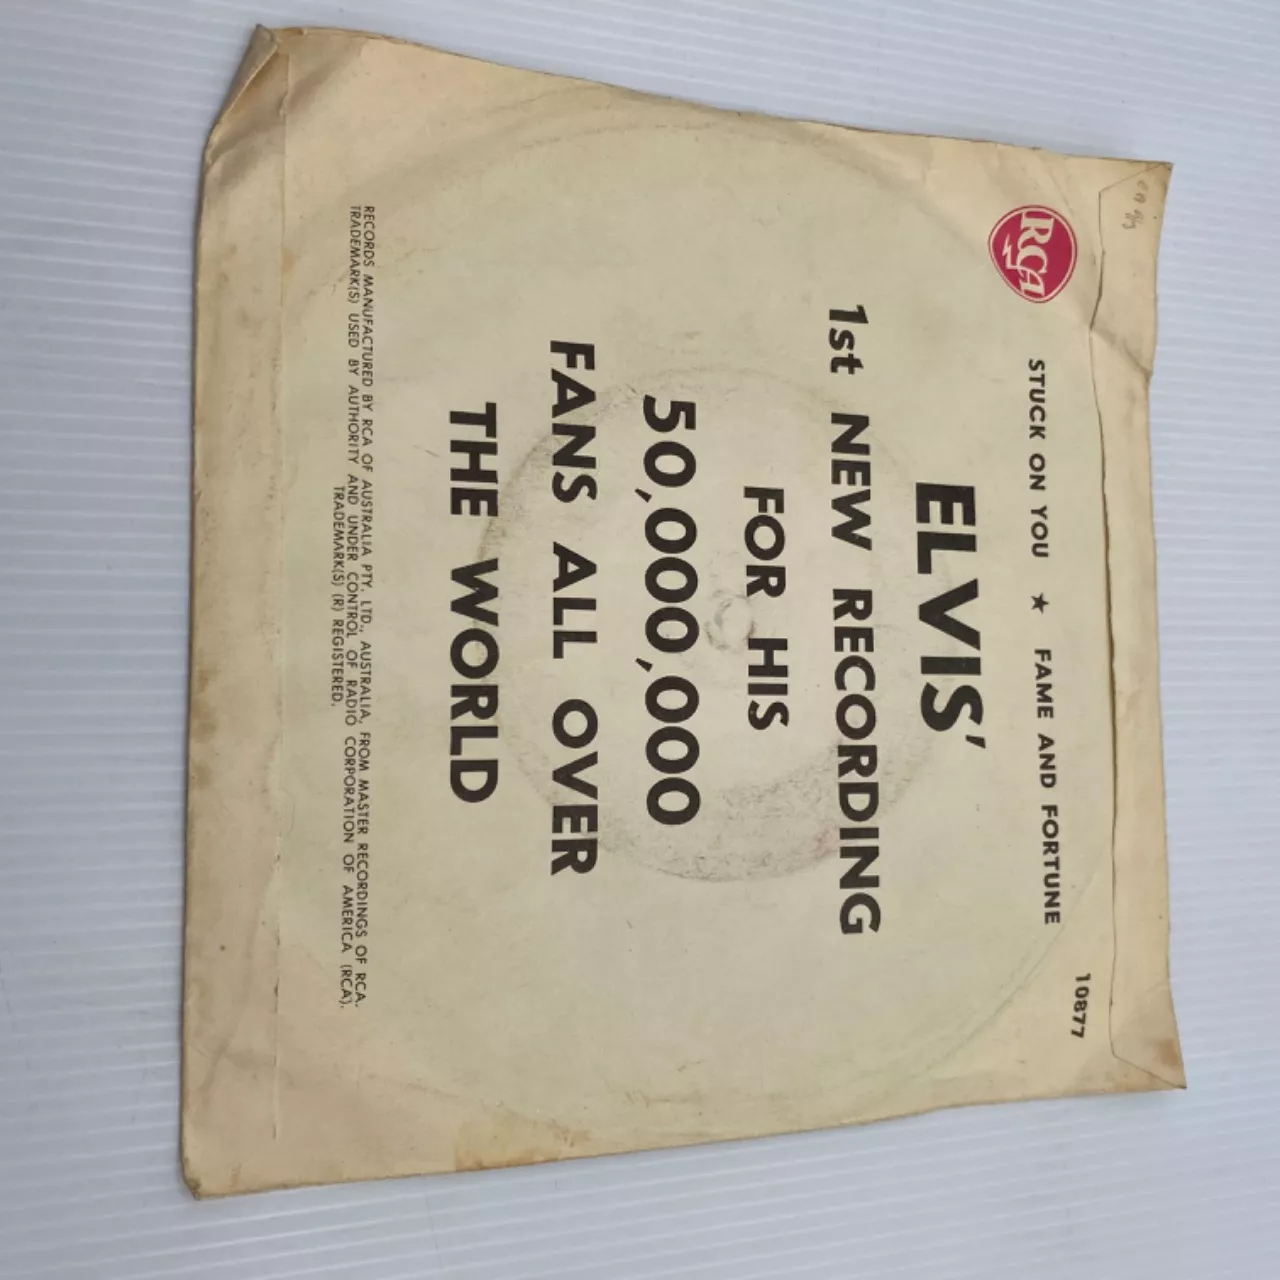 RCA
STUCK ON YOU ★ FAME AND FORTUNE
10877
ELVIS'
1st NEW RECORDING
FOR HIS
50,000,000
FANS ALL OVER
THE WORLD
RECORDS MANUFACTURED BY RCA OF AUSTRALIA PTY. LTD., AUSTRALIA, FROM MASTER RECORDINGS OF RCA.
TRADEMARK(S) USED BY AUTHORITY AND UNDER CONTROL OF RADIO CORPORATION OF AMERICA (RCA).
TRADEMARK(S) (R) REGISTERED.